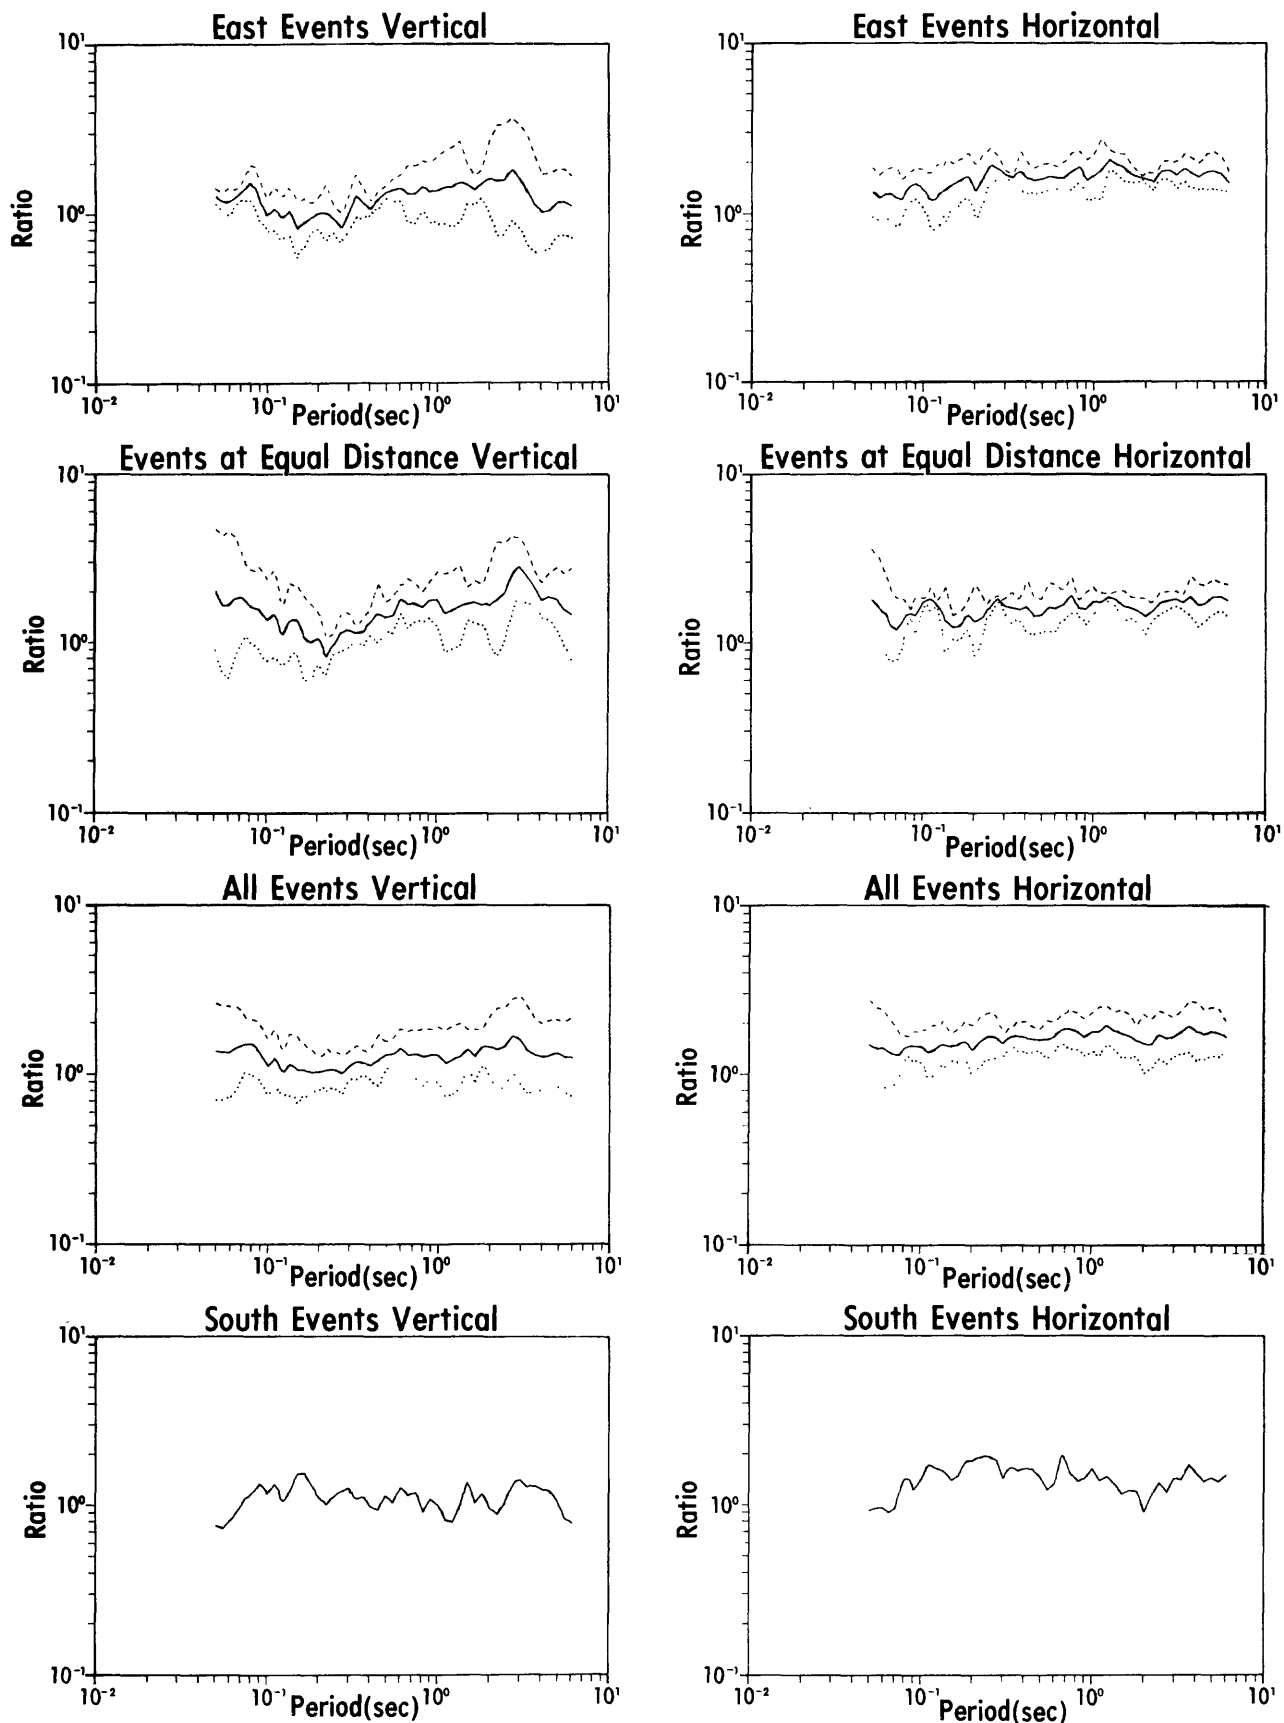 East Events Vertical
10¹
10⁰
10⁻¹
Ratio
10⁻²
10⁻¹
10⁰
10¹
Period(sec)
East Events Horizontal
10¹
10⁰
10⁻¹
Ratio
10⁻²
10⁻¹
10⁰
10¹
Period(sec)
Events at Equal Distance Vertical
10¹
10⁰
10⁻¹
Ratio
10⁻²
10⁻¹
10⁰
10¹
Period(sec)
Events at Equal Distance Horizontal
10¹
10⁰
10⁻¹
Ratio
10⁻²
10⁻¹
10⁰
10¹
Period(sec)
All Events Vertical
10¹
10⁰
10⁻¹
Ratio
10⁻²
10⁻¹
10⁰
10¹
Period(sec)
All Events Horizontal
10¹
10⁰
10⁻¹
Ratio
10⁻²
10⁻¹
10⁰
10¹
Period(sec)
South Events Vertical
10¹
10⁰
10⁻¹
Ratio
10⁻²
10⁻¹
10⁰
10¹
Period(sec)
South Events Horizontal
10¹
10⁰
10⁻¹
Ratio
10⁻²
10⁻¹
10⁰
10¹
Period(sec)